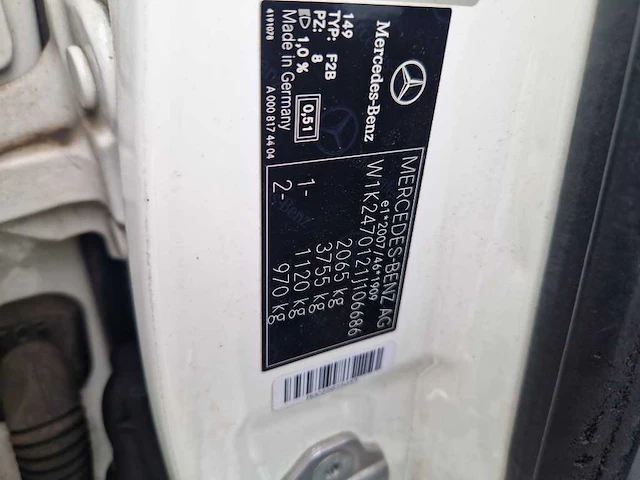 Mercedes-Benz
149
TYP: F2B
PZ: 8
1,0 %
0,51
Made in Germany
A 000 817 44 04
4191078
MERCEDES-BENZ AG
e1*2007/46*1909
W1K2470121J106686
2065 kg
3755 kg
1- 1120 kg
2- 970 kg